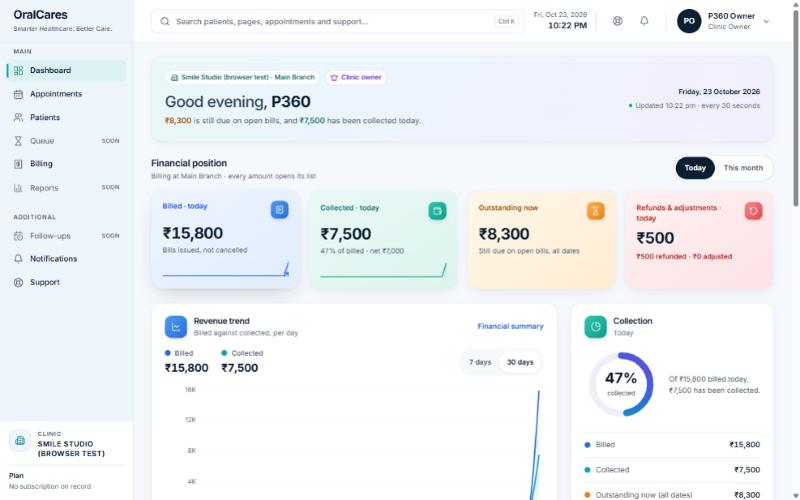 OralCares
Smarter Healthcare. Better Care.
Search patients, pages, appointments and support...
Ctrl K
Fri, Oct 23, 2026
10:22 PM
PO
P360 Owner
Clinic Owner
MAIN
Dashboard
Appointments
Patients
Queue SOON
Billing
Reports SOON
ADDITIONAL
Follow-ups SOON
Notifications
Support
CLINIC
SMILE STUDIO
(BROWSER TEST)
Plan
No subscription on record
Smile Studio (browser test) · Main Branch
Clinic owner
Good evening, P360
₹8,300 is still due on open bills, and ₹7,500 has been collected today.
Friday, 23 October 2026
Updated 10:22 pm · every 30 seconds
Financial position
Billing at Main Branch · every amount opens its list
Today
This month
Billed · today
₹15,800
Bills issued, not cancelled
Collected · today
₹7,500
47% of billed · net ₹7,000
Outstanding now
₹8,300
Still due on open bills, all dates
Refunds & adjustments ·
today
₹500
₹500 refunded · ₹0 adjusted
Revenue trend
Billed against collected, per day
Financial summary
Billed
₹15,800
Collected
₹7,500
7 days
30 days
16K
12K
8K
4K
Collection
Today
47%
collected
Of ₹15,800 billed today,
₹7,500 has been collected.
Billed ₹15,800
Collected ₹7,500
Outstanding now (all dates) ₹8,300